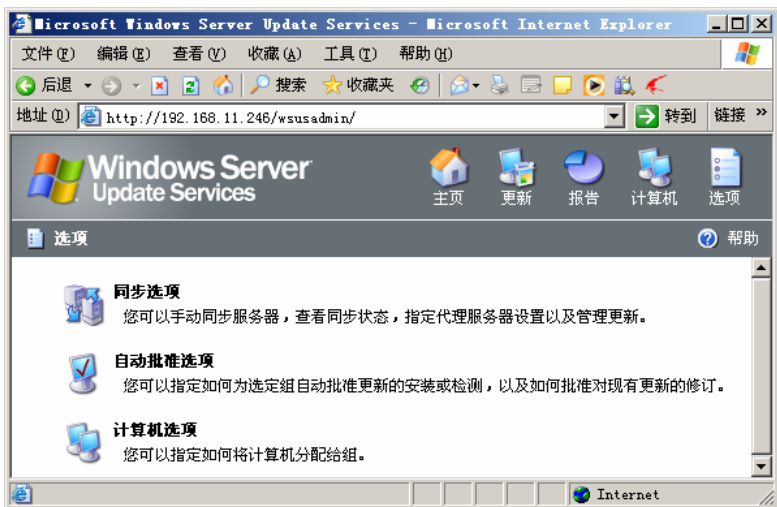 Microsoft Windows Server Update Services - Microsoft Internet Explorer
文件(F) 编辑(E) 查看(V) 收藏(A) 工具(T) 帮助(H)
后退 搜索 收藏夹
地址(D) http://192.168.11.246/wsusadmin/ 转到 链接 »
Windows Server
Update Services
主页 更新 报告 计算机 选项
选项 帮助
同步选项
您可以手动同步服务器，查看同步状态，指定代理服务器设置以及管理更新。
自动批准选项
您可以指定如何为选定组自动批准更新的安装或检测，以及如何批准对现有更新的修订。
计算机选项
您可以指定如何将计算机分配给组。
Internet